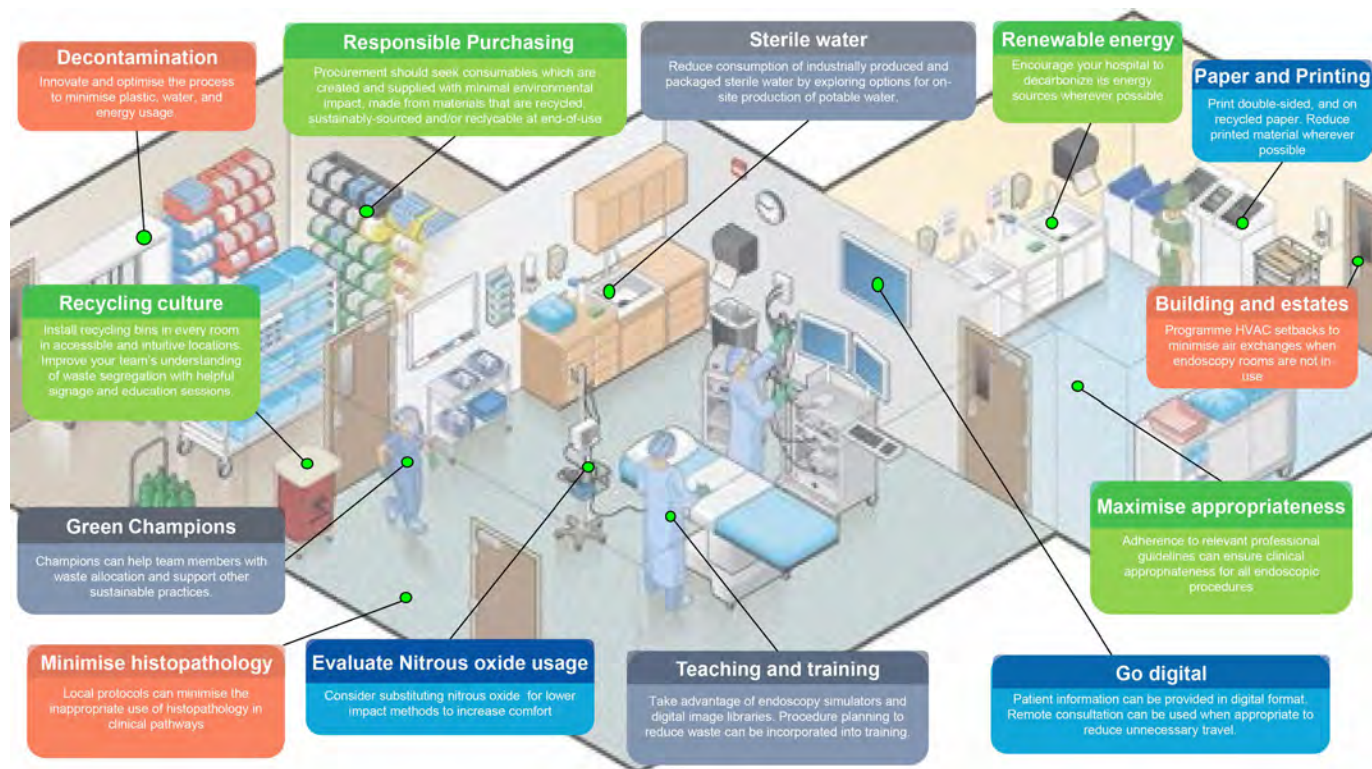 Decontamination
Innovate and optimise the process
to minimise plastic, water, and
energy usage
Responsible Purchasing
Procurement should seek consumables which are
created and supplied with minimal environmental
impact, made from materials that are recycled,
sustainably-sourced and/or reclycable at end-of-use
Sterile water
Reduce consumption of industrially produced and
packaged sterile water by exploring options for on-
site production of potable water.
Renewable energy
Encourage your hospital to
decarbonize its energy
sources wherever possible
Paper and Printing
Print double-sided, and on
recycled paper. Reduce
printed material wherever
possible
Recycling culture
Install recycling bins in every room
in accessible and intuitive locations.
Improve your team's understanding
of waste segregation with helpful
signage and education sessions.
Building and estates
Programme HVAC setbacks to
minimise air exchanges when
endoscopy rooms are not in
use
Green Champions
Champions can help team members with
waste allocation and support other
sustainable practices.
Maximise appropriateness
Adherence to relevant professional
guidelines can ensure clinical
appropriateness for all endoscopic
procedures
Minimise histopathology
Local protocols can minimise the
inappropriate use of histopathology in
clinical pathways
Evaluate Nitrous oxide usage
Consider substituting nitrous oxide for lower
impact methods to increase comfort
Teaching and training
Take advantage of endoscopy simulators and
digital image libraries. Procedure planning to
reduce waste can be incorporated into training.
Go digital
Patient information can be provided in digital format.
Remote consultation can be used when appropriate to
reduce unnecessary travel.